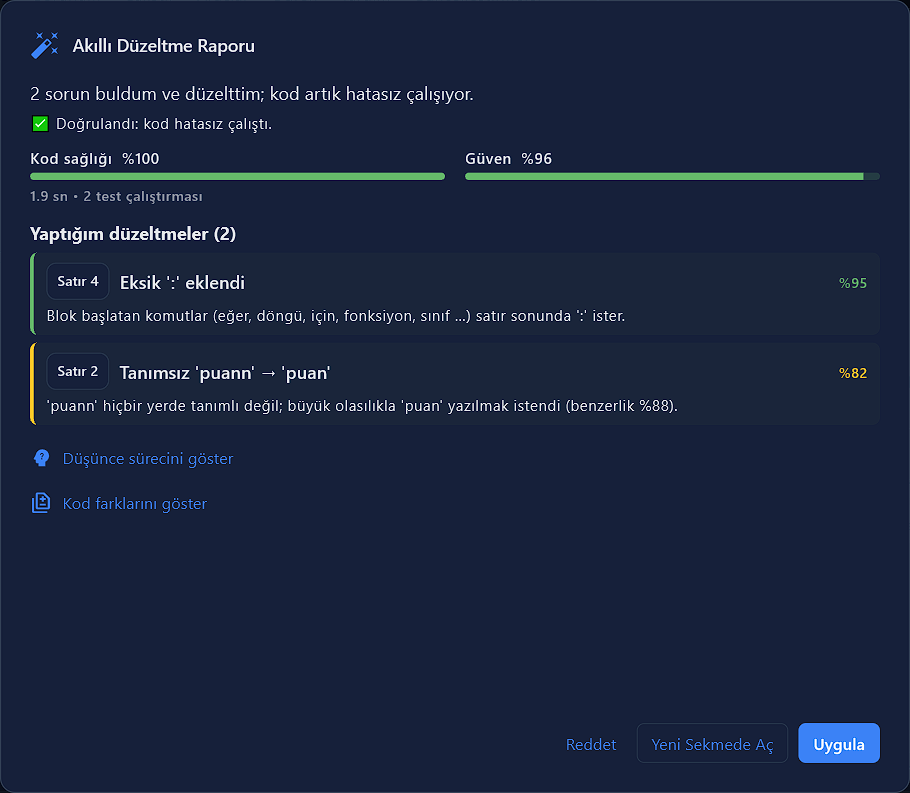 Akıllı Düzeltme Raporu
2 sorun buldum ve düzelttim; kod artık hatasız çalışıyor.
✅ Doğrulandı: kod hatasız çalıştı.
Kod sağlığı %100
Güven %96
1.9 sn • 2 test çalıştırması
Yaptığım düzeltmeler (2)
Satır 4 Eksik ':' eklendi %95
Blok başlatan komutlar (eğer, döngü, için, fonksiyon, sınıf ...) satır sonunda ':' ister.
Satır 2 Tanımsız 'puann' → 'puan' %82
'puann' hiçbir yerde tanımlı değil; büyük olasılıkla 'puan' yazılmak istendi (benzerlik %88).
Düşünce sürecini göster
Kod farklarını göster
Reddet
Yeni Sekmede Aç
Uygula